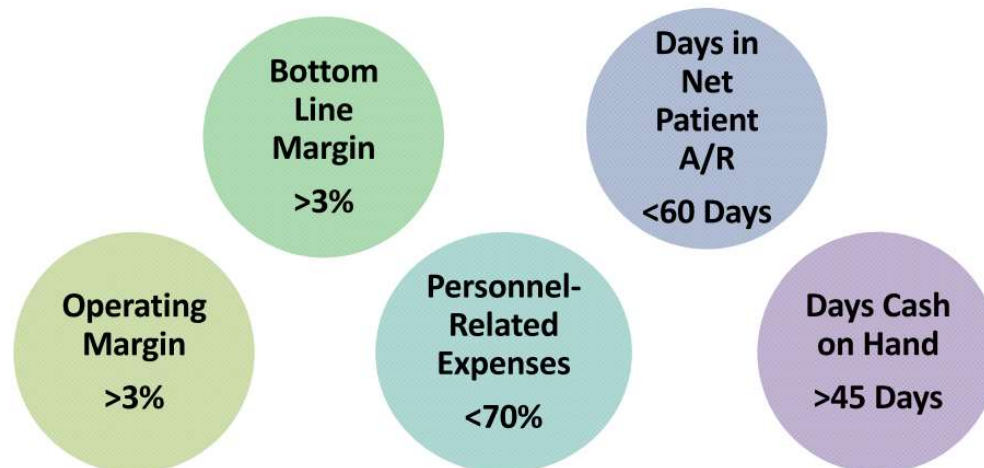 Bottom
Line
Margin
>3%
Days in
Net
Patient
A/R
<60 Days
Operating
Margin
>3%
Personnel-
Related
Expenses
<70%
Days Cash
on Hand
>45 Days